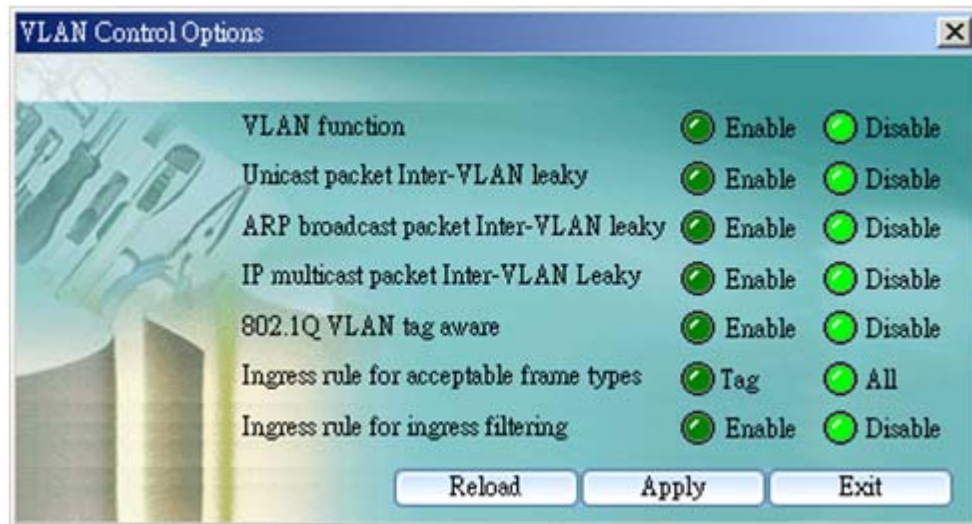 VLAN Control Options
VLAN function Enable Disable
Unicast packet Inter-VLAN leaky Enable Disable
ARP broadcast packet Inter-VLAN leaky Enable Disable
IP multicast packet Inter-VLAN Leaky Enable Disable
802.1Q VLAN tag aware Enable Disable
Ingress rule for acceptable frame types Tag All
Ingress rule for ingress filtering Enable Disable
Reload Apply Exit